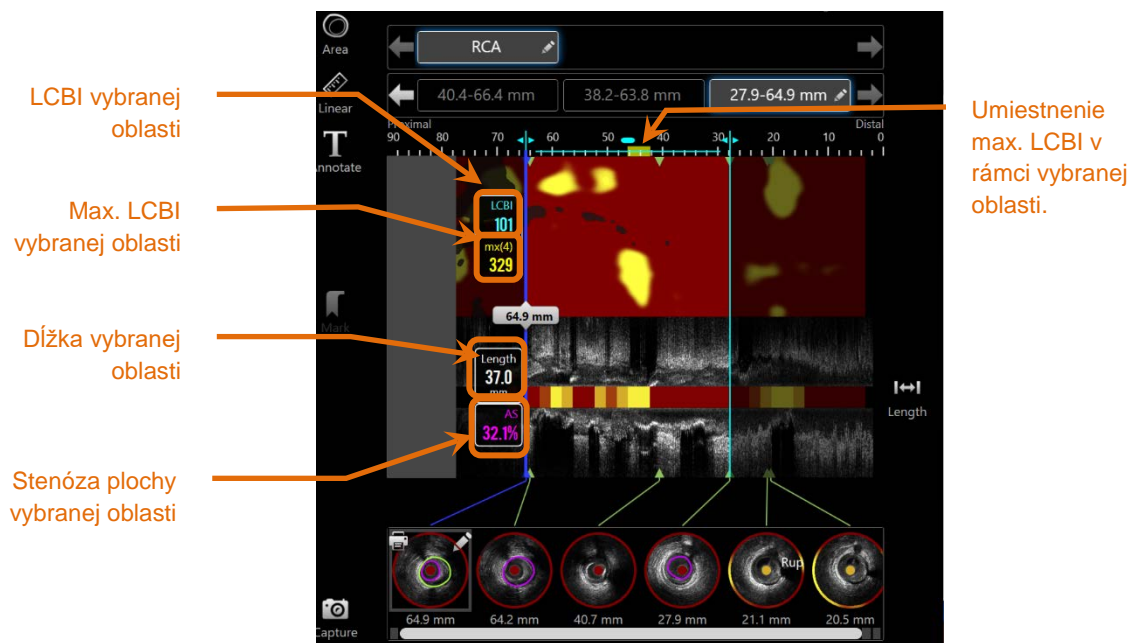 LCBI vybranej
oblasti
Max. LCBI
vybranej oblasti
Dĺžka vybranej
oblasti
Stenóza plochy
vybranej oblasti
Area
Linear
T
Annotate
Mark
Capture
RCA
40.4-66.4 mm
38.2-63.8 mm
27.9-64.9 mm
Proximal
Distal
90 80 70 60 50 40 30 20 10 0
LCBI
101
mx(4)
329
64.9 mm
Length
37.0
mm
AS
32.1%
Length
Rup
64.9 mm
64.2 mm
40.7 mm
27.9 mm
21.1 mm
20.5 mm
Umiestnenie
max. LCBI v
rámci vybranej
oblasti.